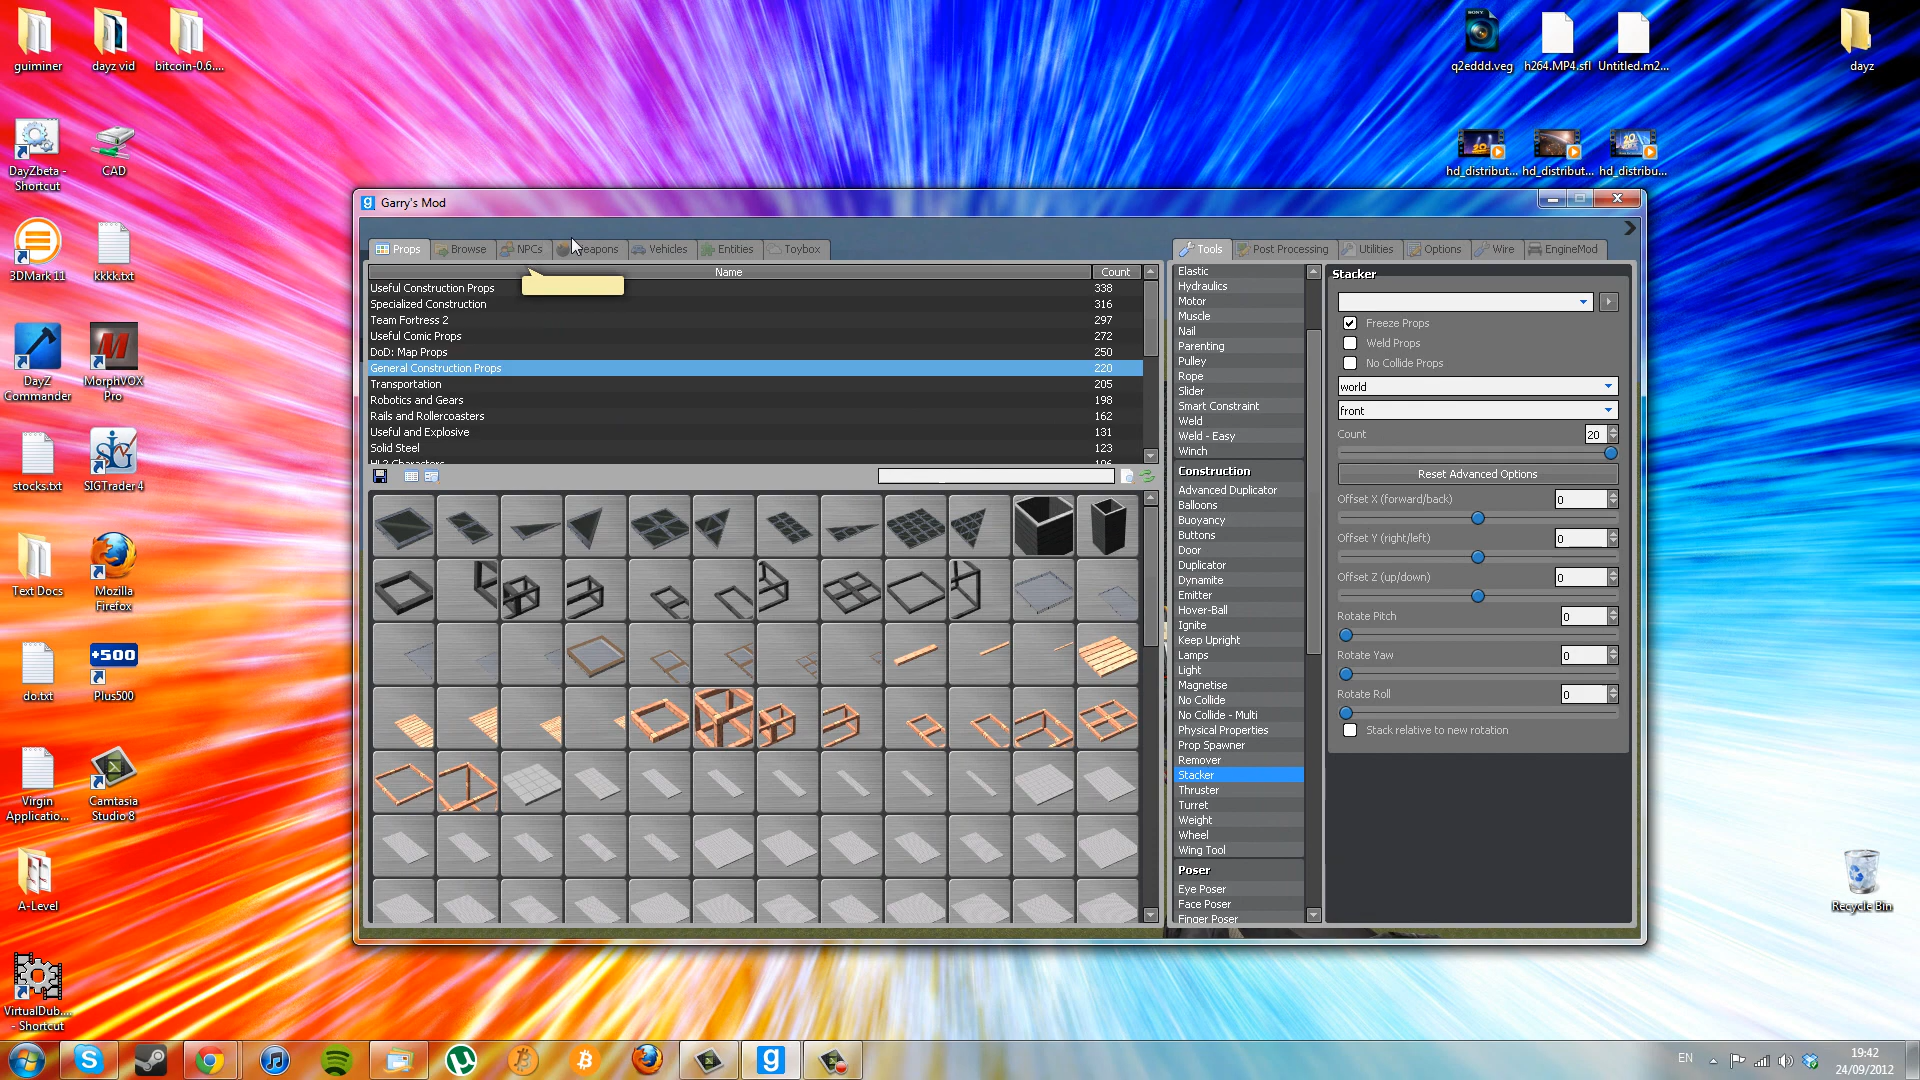 guiminer
dayz vid
bitcoin-0.6....
q2eddd.veg
h264.MP4.sfl
Untitled.m2...
dayz
DayZbeta - Shortcut
CAD
hd_distribut...
hd_distribut...
hd_distribu...
3DMark 11
kkkk.txt
DayZ Commander
MorphVOX Pro
stocks.txt
SIGTrader 4
Text Docs
Mozilla Firefox
do.txt
+500
Plus500
Virgin Applicatio...
Camtasia Studio 8
A-Level
VirtualDub.... - Shortcut
Recycle Bin
Garry's Mod
Props
Browse
NPCs
Vehicles
Entities
Toybox
Name
Count
Useful Construction Props 338
Specialized Construction 316
Team Fortress 2 297
Useful Comic Props 272
DoD: Map Props 250
General Construction Props 220
Transportation 205
Robotics and Gears 198
Rails and Rollercoasters 162
Useful and Explosive 131
Solid Steel 123
HL2 Characters 106
Tools
Post Processing
Utilities
Options
Wire
EngineMod
Elastic
Hydraulics
Motor
Muscle
Nail
Parenting
Pulley
Rope
Slider
Smart Constraint
Weld
Weld - Easy
Winch
Construction
Advanced Duplicator
Balloons
Buoyancy
Buttons
Door
Duplicator
Dynamite
Emitter
Hover-Ball
Ignite
Keep Upright
Lamps
Light
Magnetise
No Collide
No Collide - Multi
Physical Properties
Prop Spawner
Remover
Stacker
Thruster
Turret
Weight
Wheel
Wing Tool
Poser
Eye Poser
Face Poser
Finger Poser
Stacker
Freeze Props
Weld Props
No Collide Props
world
front
Count 20
Reset Advanced Options
Offset X (forward/back) 0
Offset Y (right/left) 0
Offset Z (up/down) 0
Rotate Pitch 0
Rotate Yaw 0
Rotate Roll 0
Stack relative to new rotation
EN
19:42
24/09/2012